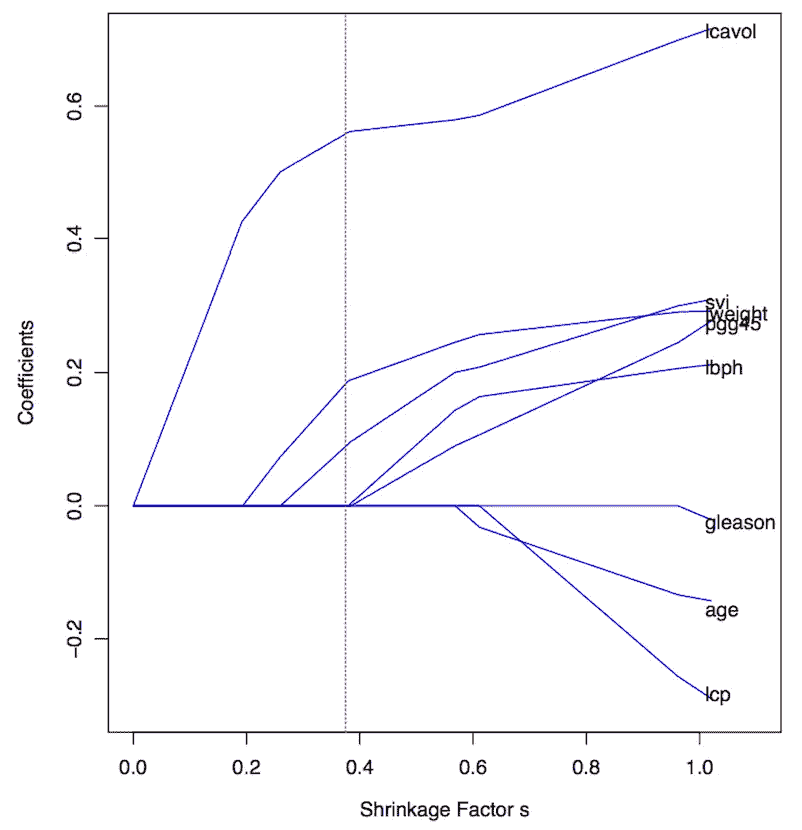 lcavol
svi
lweight
pgg45
lbph
gleason
age
lcp
0.6
0.4
0.2
0.0
−0.2
Coefficients
0.0 0.2 0.4 0.6 0.8 1.0
Shrinkage Factor s